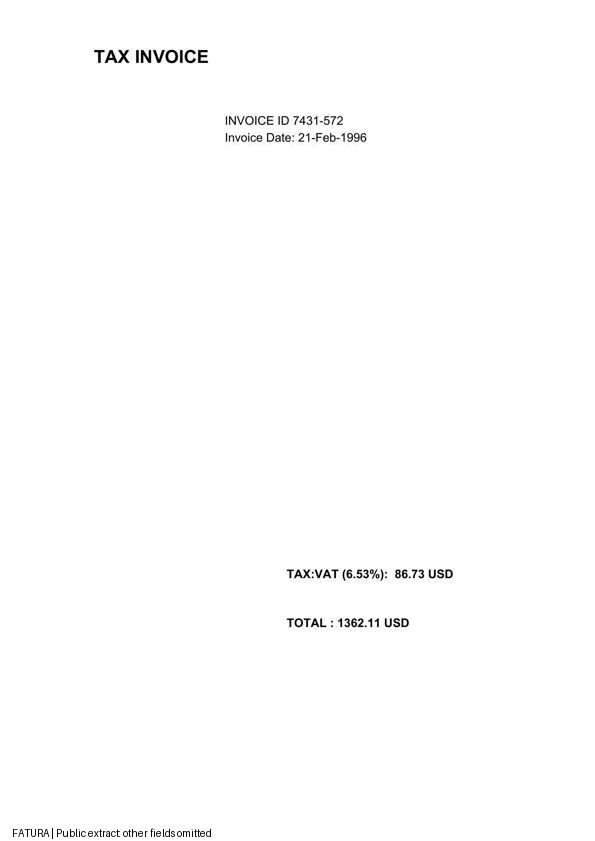 TAX INVOICE
INVOICE ID 7431-572
Invoice Date: 21-Feb-1996
TAX:VAT (6.53%): 86.73 USD
TOTAL : 1362.11 USD
FATURA | Public extract: other fields omitted